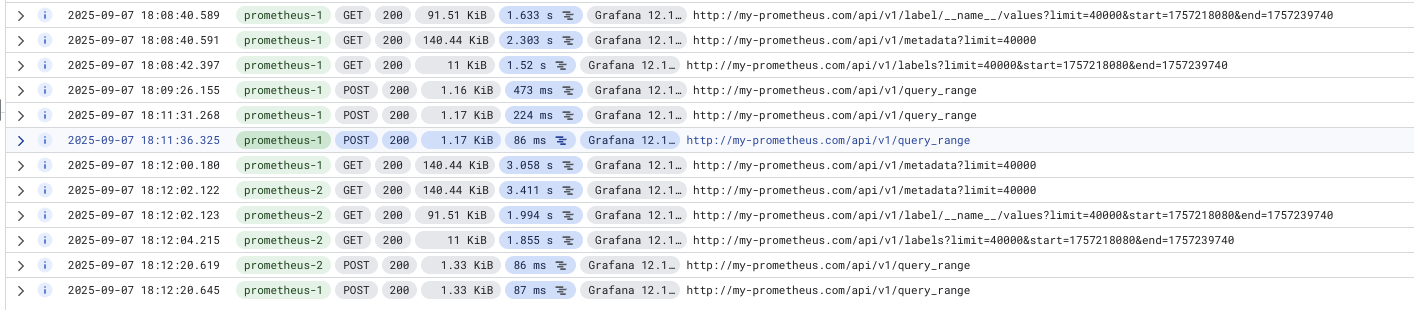 2025-09-07 18:08:40.589 prometheus-1 GET 200 91.51 KiB 1.633 s Grafana 12.1… http://my-prometheus.com/api/v1/label/__name__/values?limit=40000&start=1757218080&end=1757239740
2025-09-07 18:08:40.591 prometheus-1 GET 200 140.44 KiB 2.303 s Grafana 12.1… http://my-prometheus.com/api/v1/metadata?limit=40000
2025-09-07 18:08:42.397 prometheus-1 GET 200 11 KiB 1.52 s Grafana 12.1… http://my-prometheus.com/api/v1/labels?limit=40000&start=1757218080&end=1757239740
2025-09-07 18:09:26.155 prometheus-1 POST 200 1.16 KiB 473 ms Grafana 12.1… http://my-prometheus.com/api/v1/query_range
2025-09-07 18:11:31.268 prometheus-1 POST 200 1.17 KiB 224 ms Grafana 12.1… http://my-prometheus.com/api/v1/query_range
2025-09-07 18:11:36.325 prometheus-1 POST 200 1.17 KiB 86 ms Grafana 12.1… http://my-prometheus.com/api/v1/query_range
2025-09-07 18:12:00.180 prometheus-1 GET 200 140.44 KiB 3.058 s Grafana 12.1… http://my-prometheus.com/api/v1/metadata?limit=40000
2025-09-07 18:12:02.122 prometheus-2 GET 200 140.44 KiB 3.411 s Grafana 12.1… http://my-prometheus.com/api/v1/metadata?limit=40000
2025-09-07 18:12:02.123 prometheus-2 GET 200 91.51 KiB 1.994 s Grafana 12.1… http://my-prometheus.com/api/v1/label/__name__/values?limit=40000&start=1757218080&end=1757239740
2025-09-07 18:12:04.215 prometheus-2 GET 200 11 KiB 1.855 s Grafana 12.1… http://my-prometheus.com/api/v1/labels?limit=40000&start=1757218080&end=1757239740
2025-09-07 18:12:20.619 prometheus-2 POST 200 1.33 KiB 86 ms Grafana 12.1… http://my-prometheus.com/api/v1/query_range
2025-09-07 18:12:20.645 prometheus-1 POST 200 1.33 KiB 87 ms Grafana 12.1… http://my-prometheus.com/api/v1/query_range